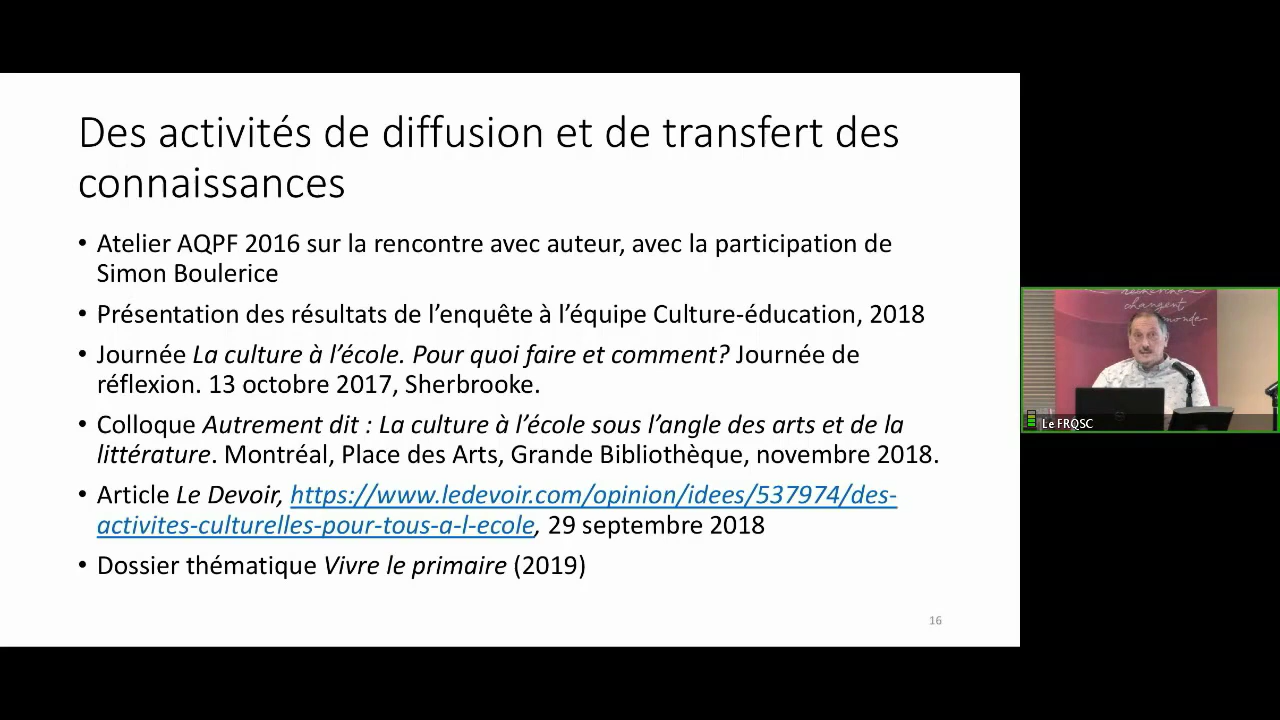 Des activités de diffusion et de transfert des
connaissances
• Atelier AQPF 2016 sur la rencontre avec auteur, avec la participation de
Simon Boulerice
• Présentation des résultats de l’enquête à l’équipe Culture-éducation, 2018
• Journée La culture à l’école. Pour quoi faire et comment? Journée de
réflexion. 13 octobre 2017, Sherbrooke.
• Colloque Autrement dit : La culture à l’école sous l’angle des arts et de la
littérature. Montréal, Place des Arts, Grande Bibliothèque, novembre 2018.
• Article Le Devoir, https://www.ledevoir.com/opinion/idees/537974/des-
activites-culturelles-pour-tous-a-l-ecole, 29 septembre 2018
• Dossier thématique Vivre le primaire (2019)
16
changent
monde
Le FRQSC